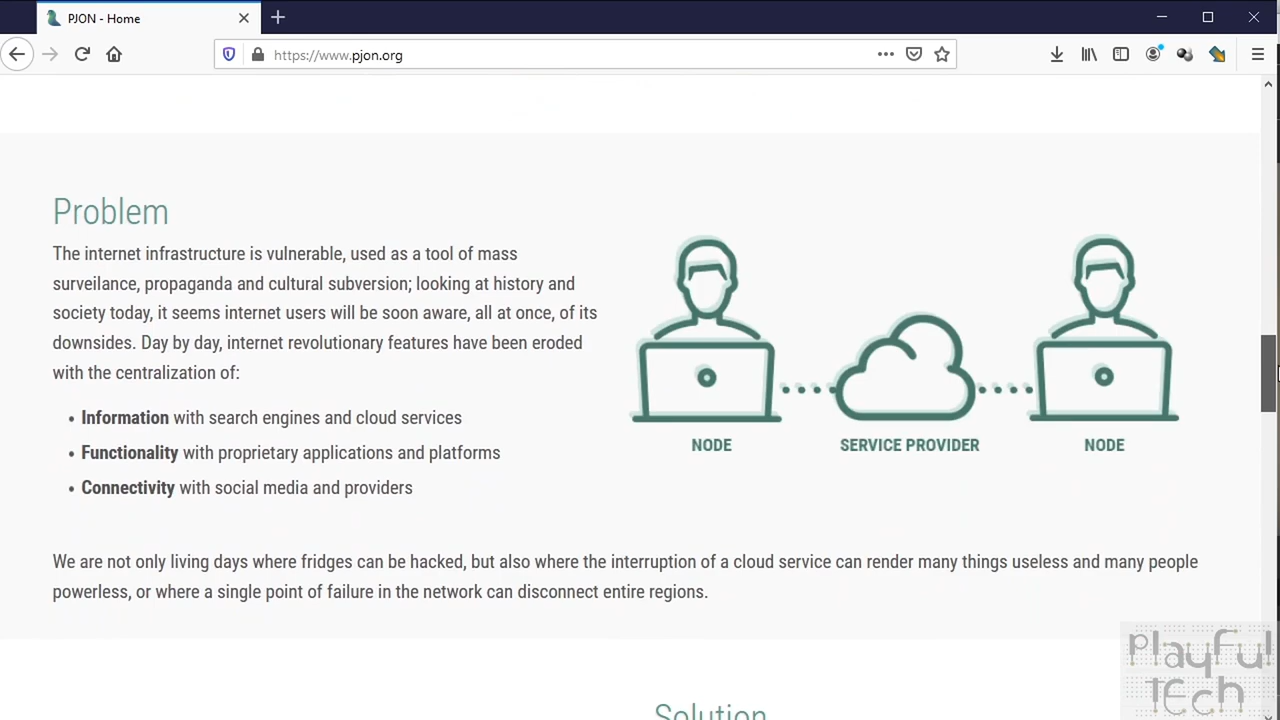 PJON - Home
https://www.pjon.org
Problem
The internet infrastructure is vulnerable, used as a tool of mass
surveilance, propaganda and cultural subversion; looking at history and
society today, it seems internet users will be soon aware, all at once, of its
downsides. Day by day, internet revolutionary features have been eroded
with the centralization of:
• Information with search engines and cloud services
• Functionality with proprietary applications and platforms
• Connectivity with social media and providers
NODE
SERVICE PROVIDER
NODE
We are not only living days where fridges can be hacked, but also where the interruption of a cloud service can render many things useless and many people
powerless, or where a single point of failure in the network can disconnect entire regions.
Solution
playful
tech